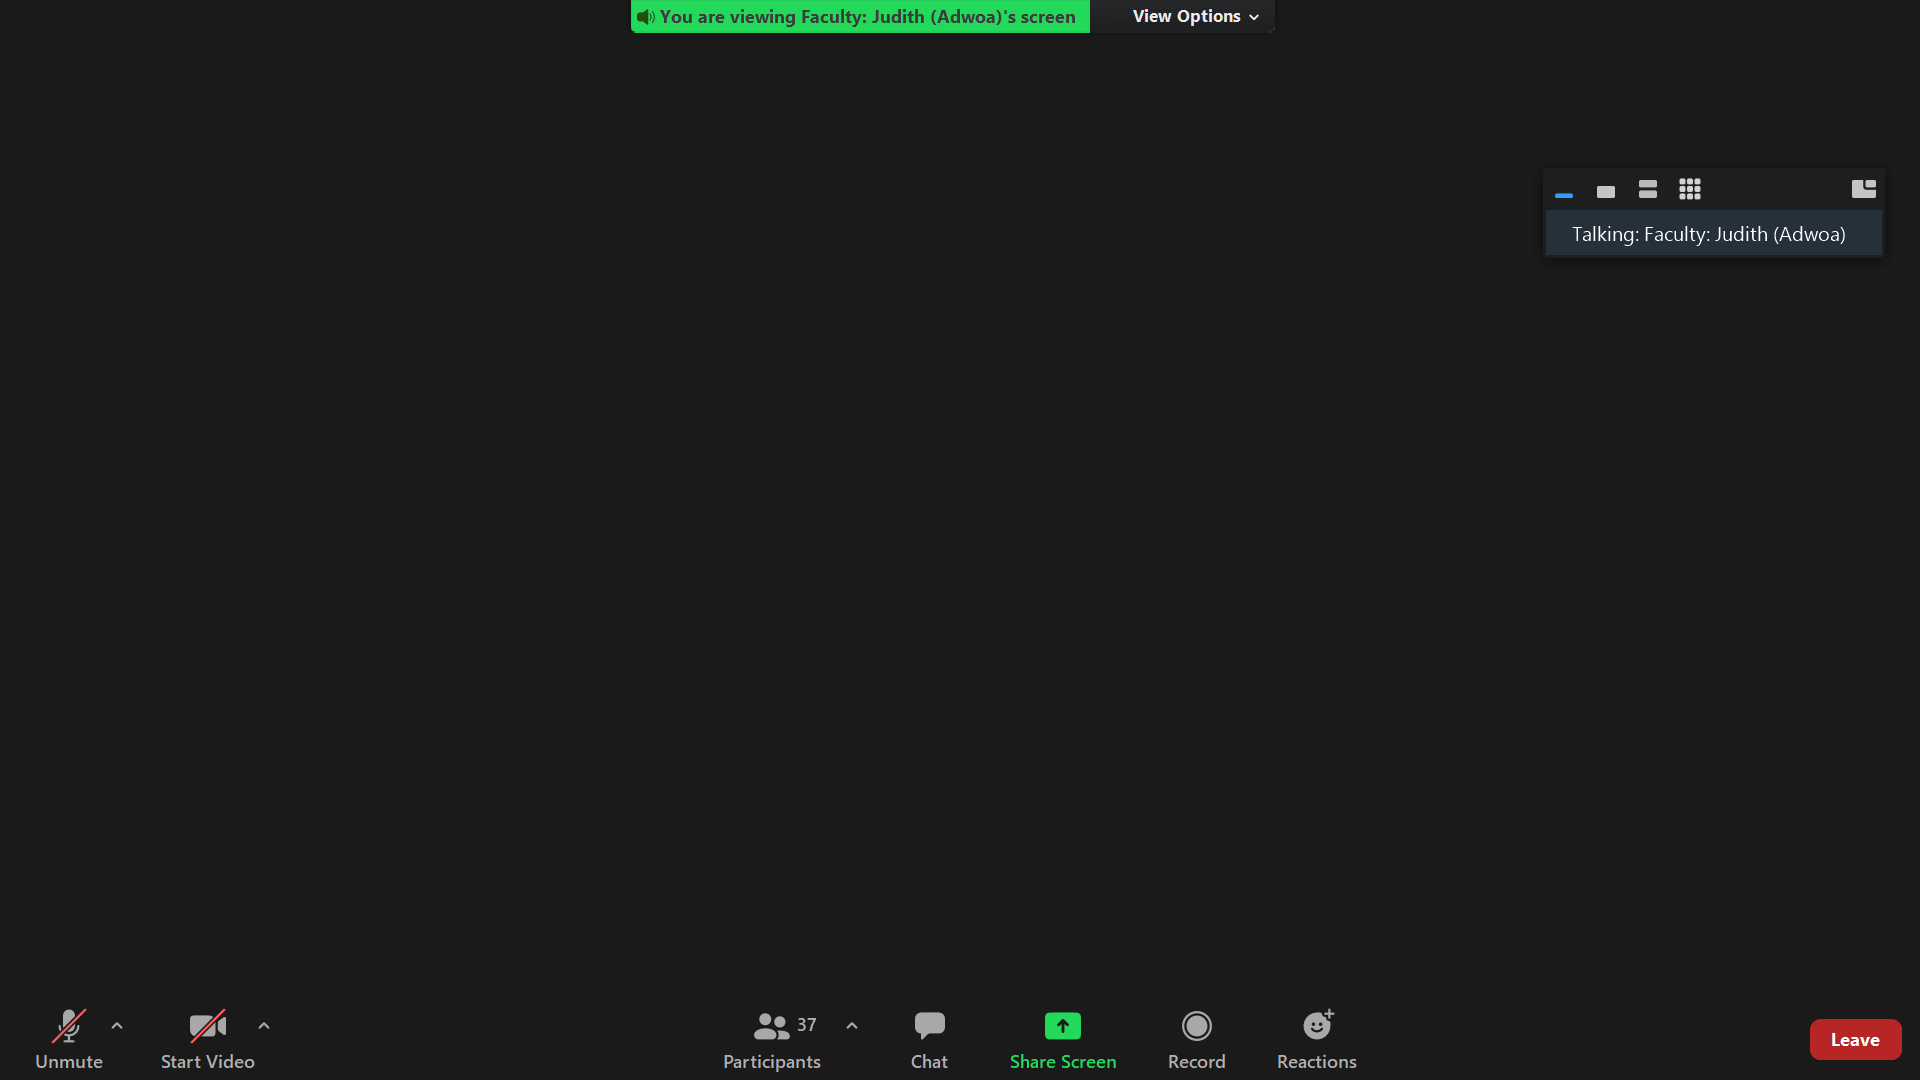 You are viewing Faculty: Judith (Adwoa)'s screen
View Options
Talking: Faculty: Judith (Adwoa)
37
Unmute
Start Video
Participants
Chat
Share Screen
Record
Reactions
Leave